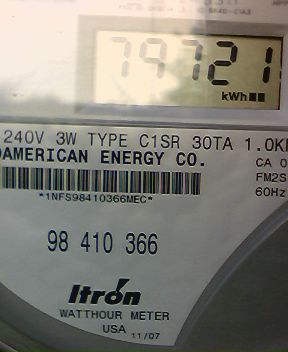 79721
kWh
240V 3W TYPE C1SR 30TA 1.0K
OAMERICAN ENERGY CO.
CA 0
FM2S
60Hz
*1NFS98410366MEC*
98 410 366
Itron
WATTHOUR METER
USA 11/07